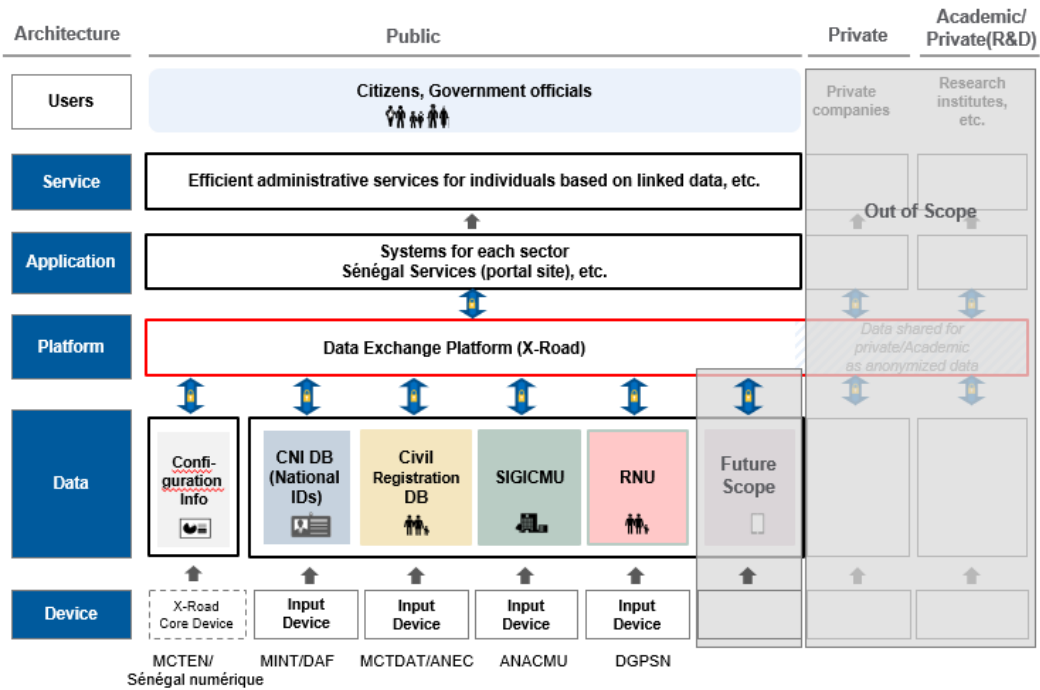 Architecture
Public
Private
Academic/
Private(R&D)
Users
Citizens, Government officials
Private
companies
Research
institutes,
etc.
Service
Efficient administrative services for individuals based on linked data, etc.
Out of Scope
Application
Systems for each sector
Sénégal Services (portal site), etc.
Platform
Data Exchange Platform (X-Road)
Data shared for
private/Academic
as anonymized data
Data
Confi-
guration
Info
CNI DB
(National
IDs)
Civil
Registration
DB
SIGICMU
RNU
Future
Scope
Device
X-Road
Core Device
Input
Device
Input
Device
Input
Device
Input
Device
MCTEN/
Sénégal numérique
MINT/DAF
MCTDAT/ANEC
ANACMU
DGPSN